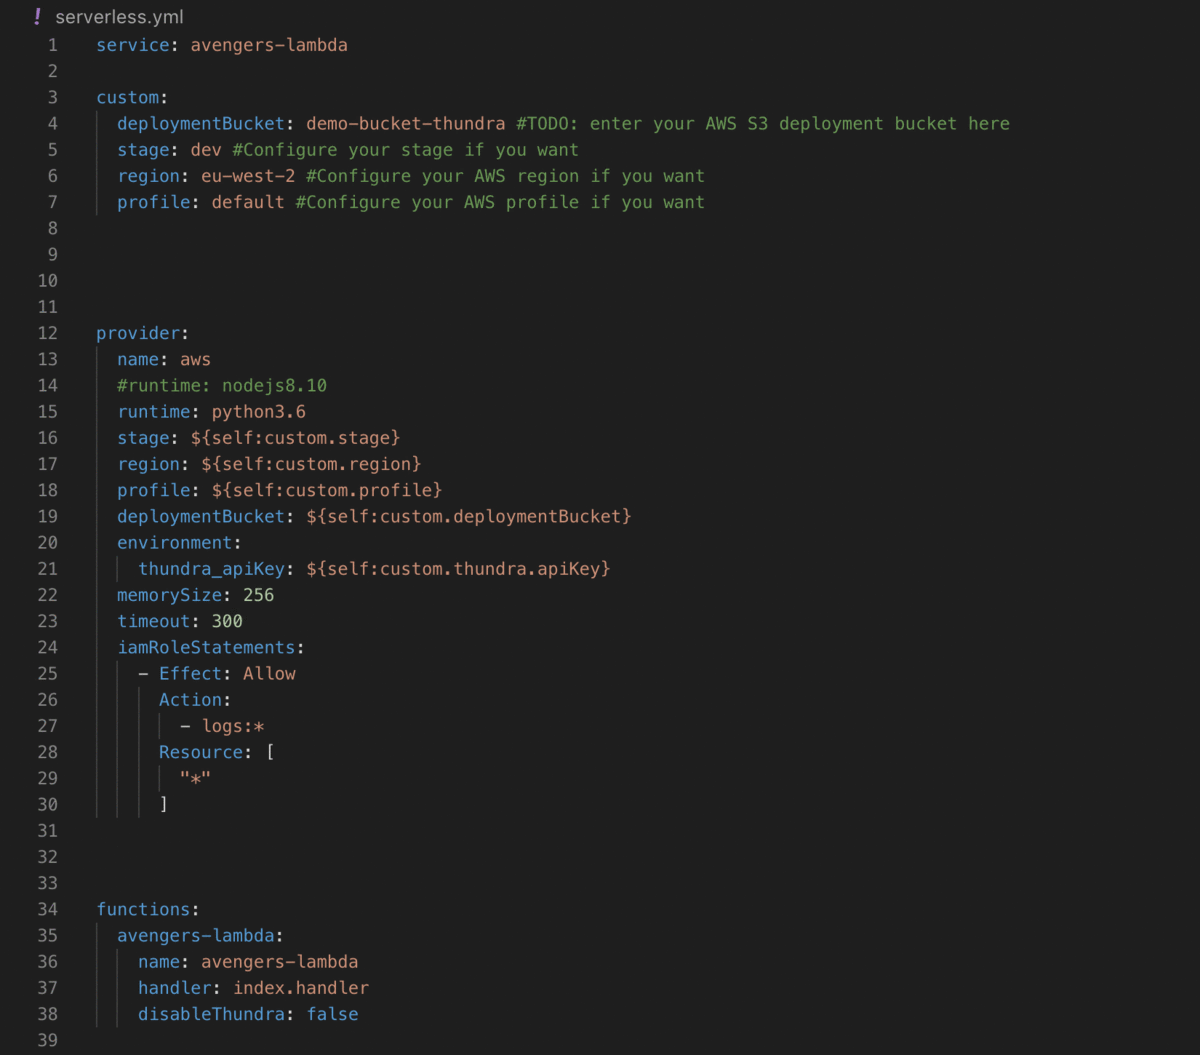 ! serverless.yml
1 service: avengers-lambda
2
3 custom:
4 deploymentBucket: demo-bucket-thundra #TODO: enter your AWS S3 deployment bucket here
5 stage: dev #Configure your stage if you want
6 region: eu-west-2 #Configure your AWS region if you want
7 profile: default #Configure your AWS profile if you want
8
9
10
11
12 provider:
13 name: aws
14 #runtime: nodejs8.10
15 runtime: python3.6
16 stage: ${self:custom.stage}
17 region: ${self:custom.region}
18 profile: ${self:custom.profile}
19 deploymentBucket: ${self:custom.deploymentBucket}
20 environment:
21 thundra_apiKey: ${self:custom.thundra.apiKey}
22 memorySize: 256
23 timeout: 300
24 iamRoleStatements:
25 - Effect: Allow
26 Action:
27 - logs:*
28 Resource: [
29 "*"
30 ]
31
32
33
34 functions:
35 avengers-lambda:
36 name: avengers-lambda
37 handler: index.handler
38 disableThundra: false
39